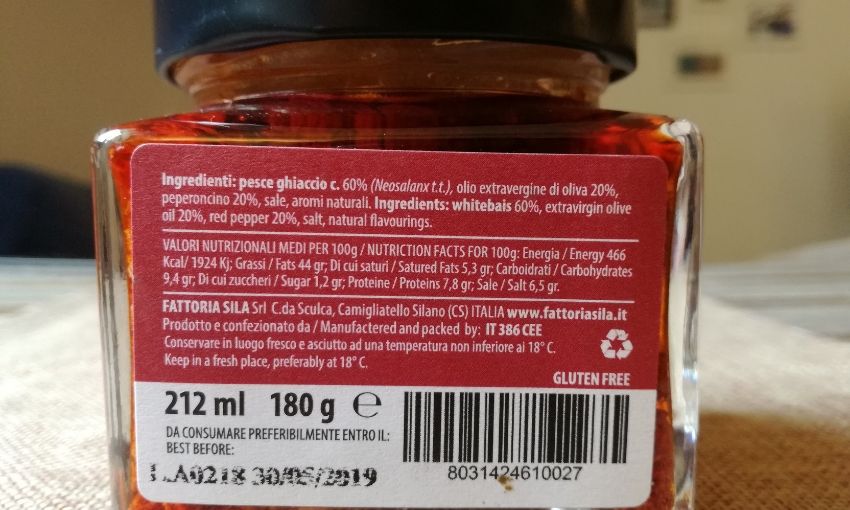 Ingredienti: pesce ghiaccio c. 60% (Neosalanx t.t.), olio extravergine di oliva 20%,
peperoncino 20%, sale, aromi naturali. Ingredients: whitebais 60%, extravirgin olive
oil 20%, red pepper 20%, salt, natural flavourings.
VALORI NUTRIZIONALI MEDI PER 100g / NUTRICTION FACTS FOR 100g: Energia / Energy 466
Kcal/ 1924 Kj; Grassi / Fats 44 gr; Di cui saturi / Satured Fats 5,3 gr; Carboidrati / Carbohydrates
9,4 gr; Di cui zuccheri / Sugar 1,2 gr; Proteine / Proteins 7,8 gr; Sale / Salt 6,5 gr.
FATTORIA SILA Srl C.da Sculca, Camigliatello Silano (CS) ITALIA www.fattoriasila.it
Prodotto e confezionato da / Manufactered and packed by: IT 386 CEE
Conservare in luogo fresco e asciutto ad una temperatura non inferiore ai 18° C.
Keep in a fresh place, preferably at 18° C.
GLUTEN FREE
212 ml 180 g ℮
DA CONSUMARE PREFERIBILMENTE ENTRO IL:
BEST BEFORE:
LA0218 30/05/2019
8031424610027